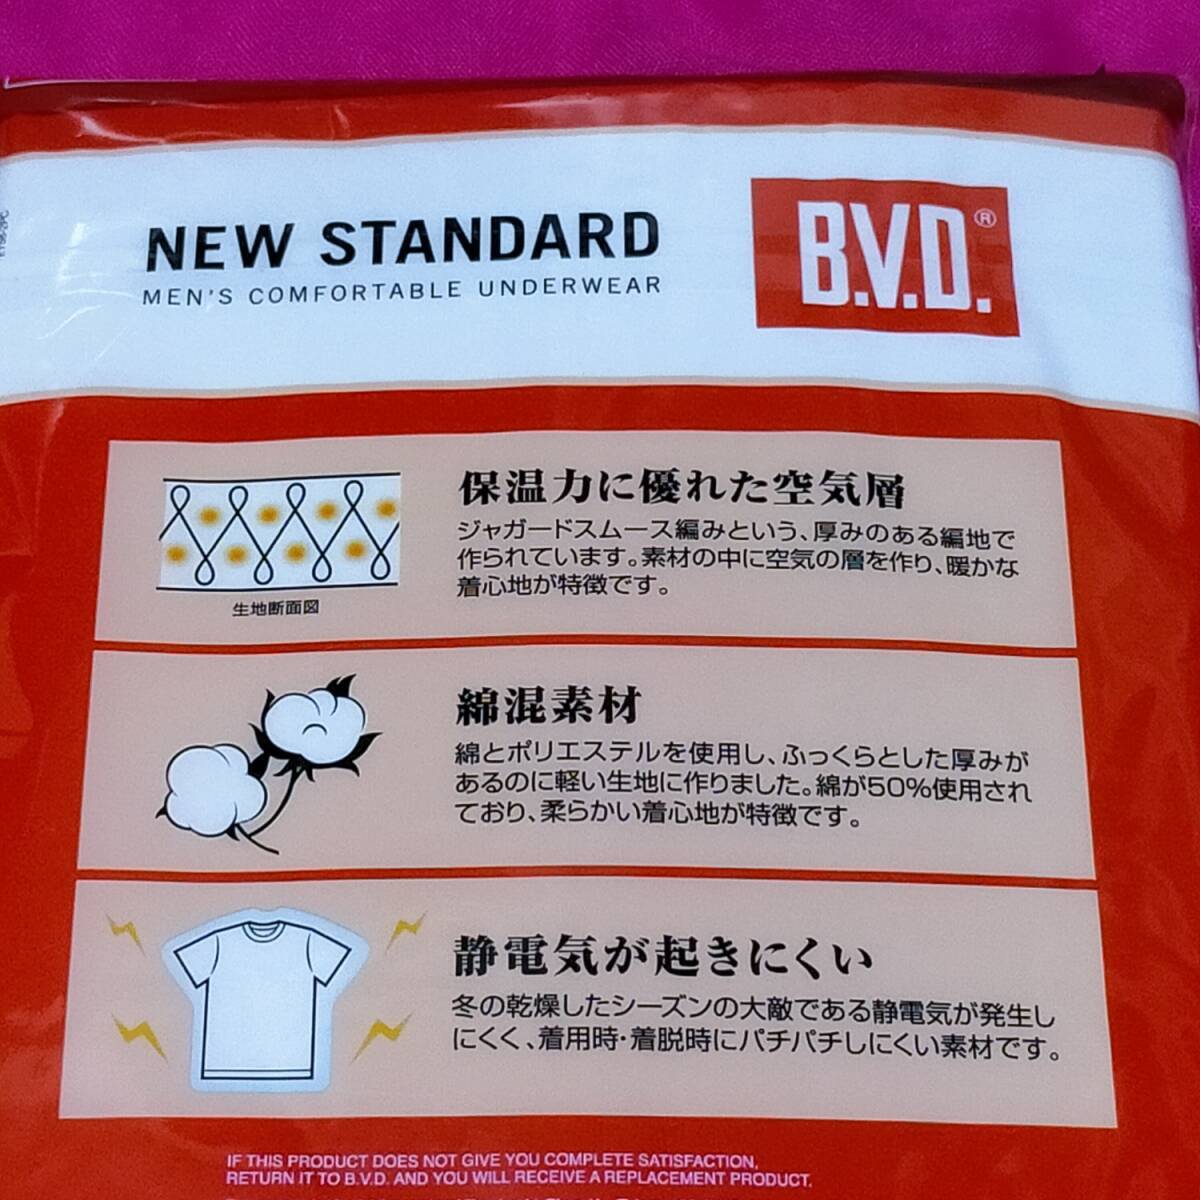 NEW STANDARD
MEN'S COMFORTABLE UNDERWEAR
B.V.D.®
保温力に優れた空気層
ジャガードスムース編みという、厚みのある編地で
作られています。素材の中に空気の層を作り、暖かな
着心地が特徴です。
生地断面図
綿混素材
綿とポリエステルを使用し、ふっくらとした厚みが
あるのに軽い生地に作りました。綿が50%使用され
ており、柔らかい着心地が特徴です。
静電気が起きにくい
冬の乾燥したシーズンの大敵である静電気が発生し
にくく、着用時・着脱時にパチパチしにくい素材です。
IF THIS PRODUCT DOES NOT GIVE YOU COMPLETE SATISFACTION,
RETURN IT TO B.V.D. AND YOU WILL RECEIVE A REPLACEMENT PRODUCT.